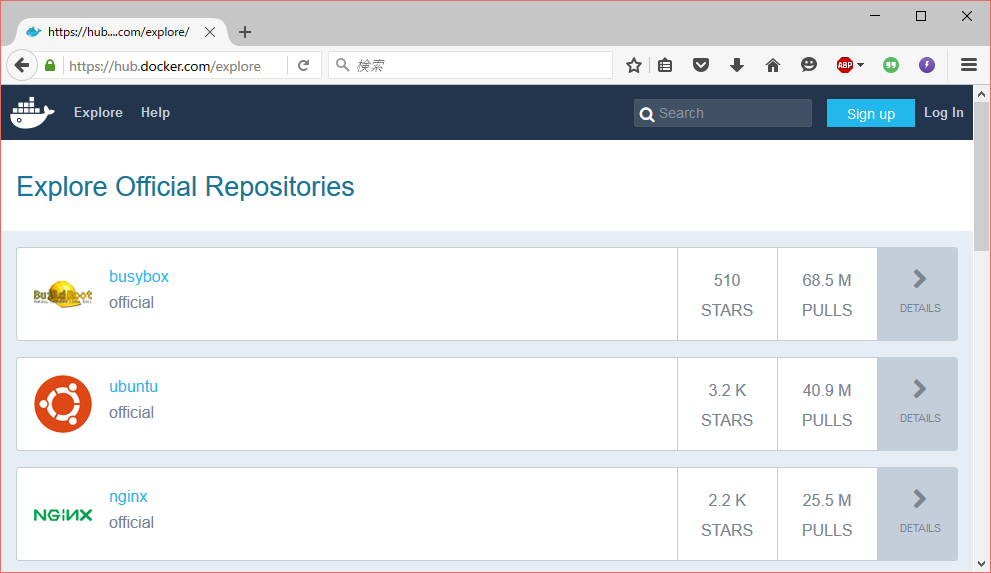 https://hub....com/explore/
https://hub.docker.com/explore
検索
ABP
Explore
Help
Search
Sign up
Log In
Explore Official Repositories
BuildRoot
busybox
official
510
STARS
68.5 M
PULLS
DETAILS
ubuntu
official
3.2 K
STARS
40.9 M
PULLS
DETAILS
NGiNX
nginx
official
2.2 K
STARS
25.5 M
PULLS
DETAILS